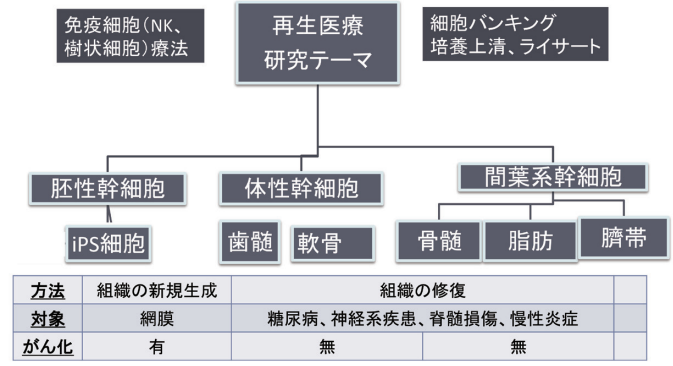 免疫細胞（NK、
樹状細胞）療法
再生医療
研究テーマ
細胞バンキング
培養上清、ライサート
胚性幹細胞
体性幹細胞
間葉系幹細胞
iPS細胞
歯髄
軟骨
骨髄
脂肪
臍帯
方法 組織の新規生成 組織の修復
対象 網膜 糖尿病、神経系疾患、脊髄損傷、慢性炎症
がん化 有 無 無